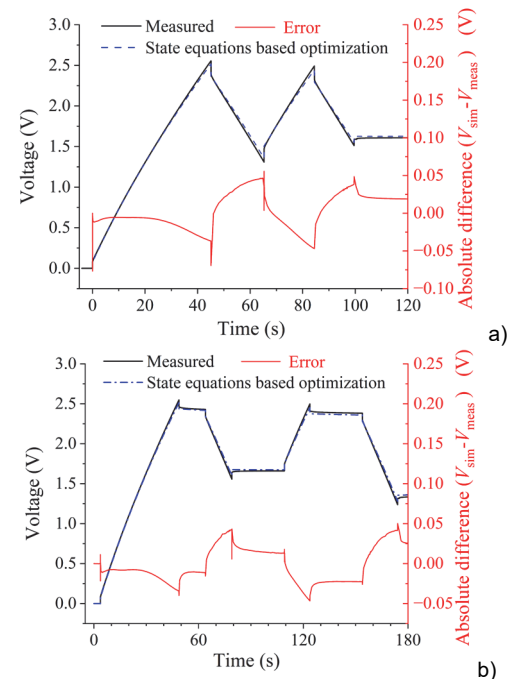 Measured
Error
State equations based optimization
3.0
2.5
2.0
1.5
1.0
0.5
0.0
Voltage (V)
0.25
0.20
0.15
0.10
0.05
0.00
−0.05
−0.10
Absolute difference (Vsim-Vmeas) (V)
0 20 40 60 80 100 120
Time (s)
a)
Measured
Error
State equations based optimization
3.0
2.5
2.0
1.5
1.0
0.5
0.0
Voltage (V)
0.25
0.20
0.15
0.10
0.05
0.00
−0.05
Absolute difference (Vsim-Vmeas) (V)
0 60 120 180
Time (s)
b)